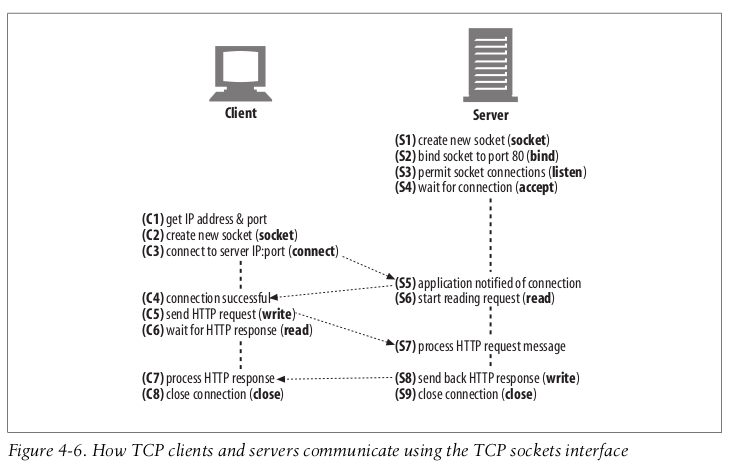 Client
Server
(S1) create new socket (socket)
(S2) bind socket to port 80 (bind)
(S3) permit socket connections (listen)
(S4) wait for connection (accept)
(C1) get IP address & port
(C2) create new socket (socket)
(C3) connect to server IP:port (connect)
(S5) application notified of connection
(S6) start reading request (read)
(C4) connection successful
(C5) send HTTP request (write)
(C6) wait for HTTP response (read)
(S7) process HTTP request message
(C7) process HTTP response
(C8) close connection (close)
(S8) send back HTTP response (write)
(S9) close connection (close)
Figure 4-6. How TCP clients and servers communicate using the TCP sockets interface